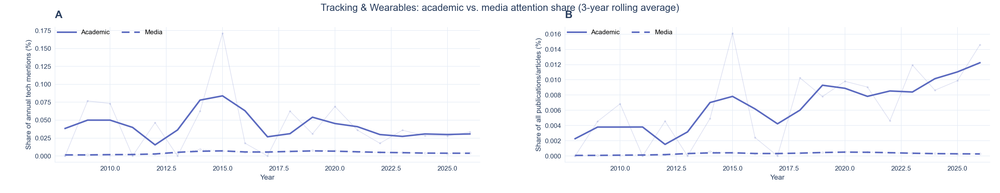 Tracking & Wearables: academic vs. media attention share (3-year rolling average)
A
Academic Media
Share of annual tech mentions (%)
0.175
0.150
0.125
0.100
0.075
0.050
0.025
0.000
2010.0 2012.5 2015.0 2017.5 2020.0 2022.5 2025.0
Year
B
Academic Media
Share of all publications/articles (%)
0.016
0.014
0.012
0.010
0.008
0.006
0.004
0.002
0.000
2010.0 2012.5 2015.0 2017.5 2020.0 2022.5 2025.0
Year